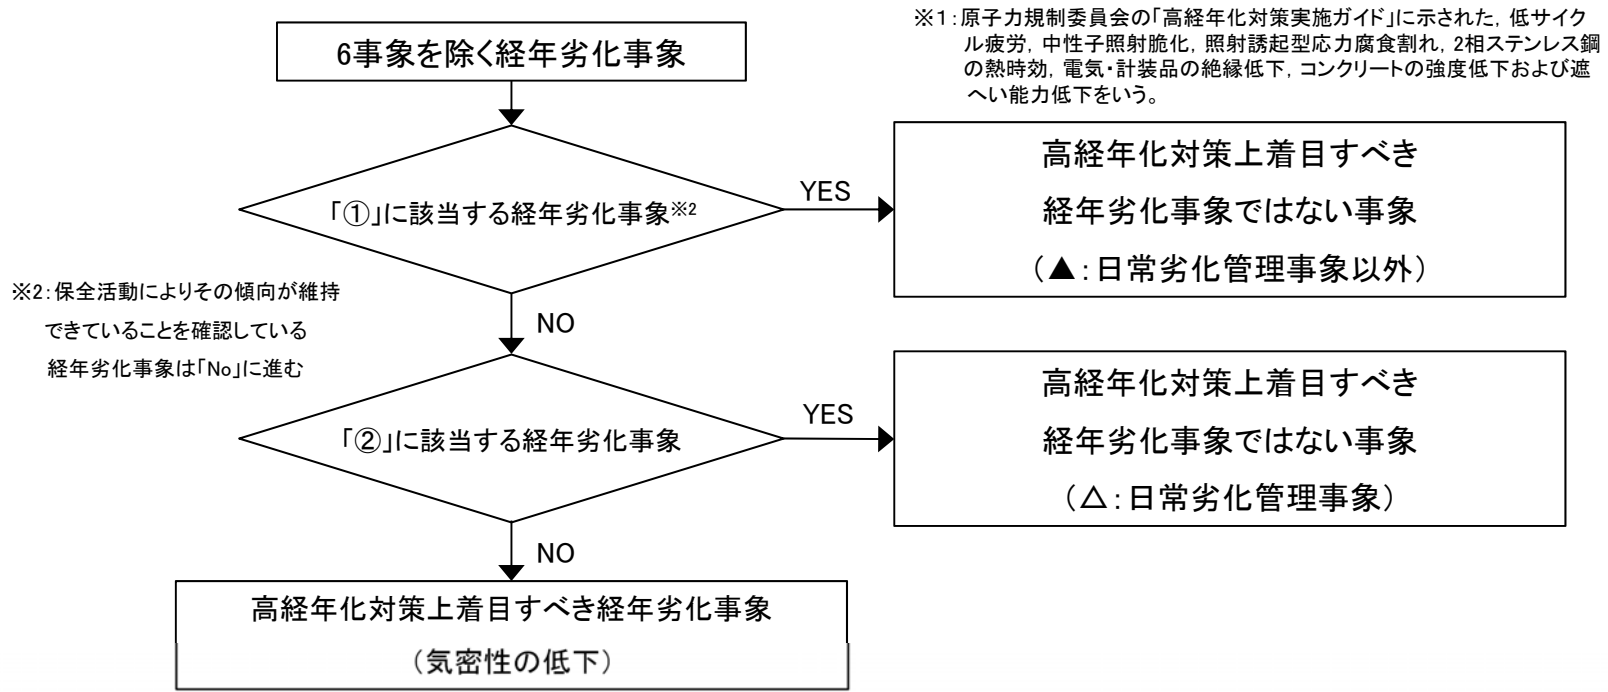 ※1:原子力規制委員会の「高経年化対策実施ガイド」に示された，低サイク
ル疲労，中性子照射脆化，照射誘起型応力腐食割れ，2相ステンレス鋼
の熱時効，電気・計装品の絶縁低下，コンクリートの強度低下および遮
へい能力低下をいう。
6事象を除く経年劣化事象
「①」に該当する経年劣化事象※2
YES
高経年化対策上着目すべき
経年劣化事象ではない事象
（▲：日常劣化管理事象以外）
※2：保全活動によりその傾向が維持
できていることを確認している
経年劣化事象は「No」に進む
NO
「②」に該当する経年劣化事象
YES
高経年化対策上着目すべき
経年劣化事象ではない事象
（△：日常劣化管理事象）
NO
高経年化対策上着目すべき経年劣化事象
（気密性の低下）